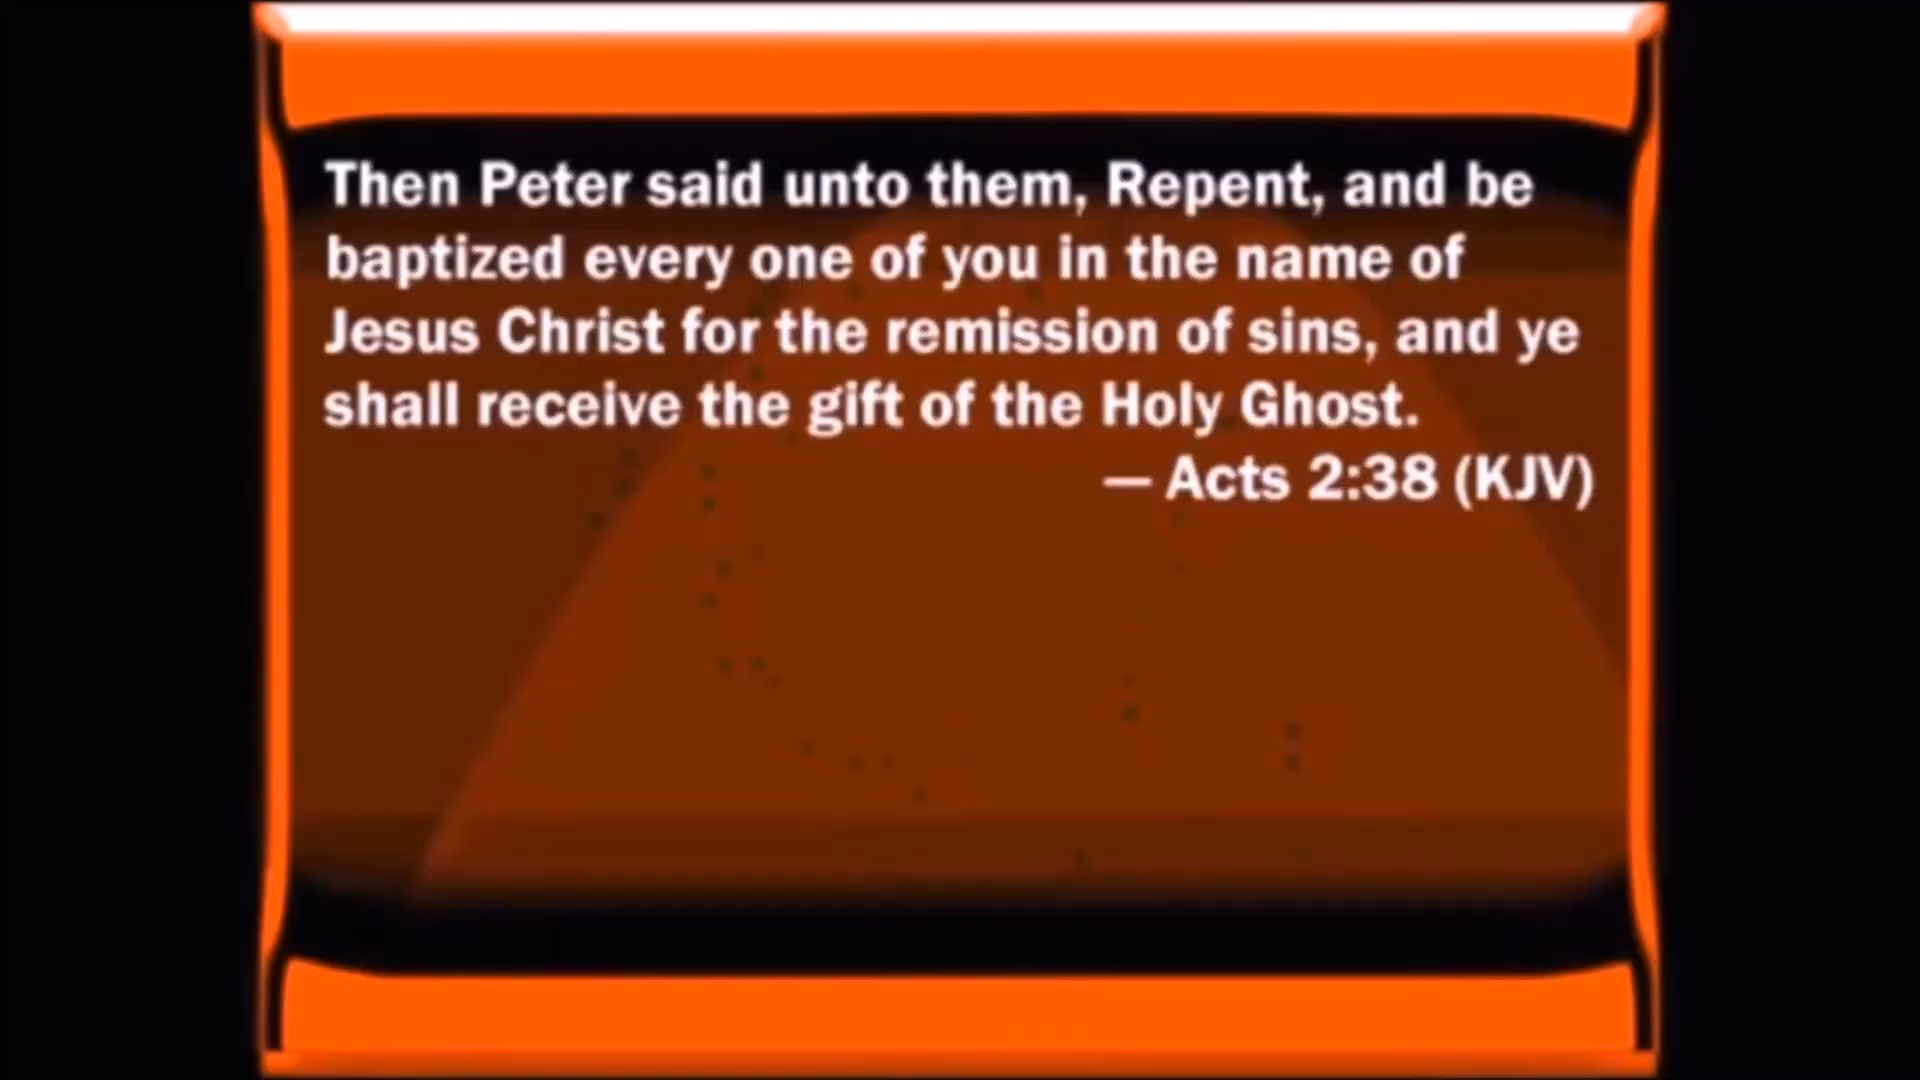 Then Peter said unto them, Repent, and be
baptized every one of you in the name of
Jesus Christ for the remission of sins, and ye
shall receive the gift of the Holy Ghost.
— Acts 2:38 (KJV)